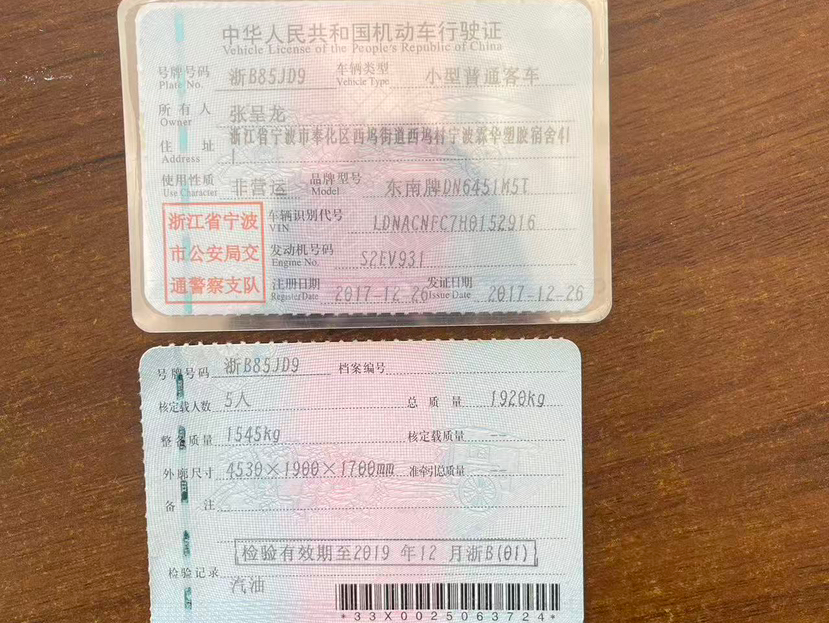 中华人民共和国机动车行驶证
Vehicle License of the People's Republic of China
号牌号码 浙B85JD9 车辆类型 小型普通客车
Plate No. Vehicle Type
所有人 张呈龙
Owner
浙江省宁波市奉化区西坞街道西坞村宁波霖华塑胶宿舍41
住址
Address
使用性质 非营运 品牌型号 东南牌DN6451M5T
Use Character Model
浙江省宁波 车辆识别代号 LDNACNFC7H0152916
VIN
市公安局交 发动机号码 S2EV931
Engine No.
通警察支队 注册日期 2017-12-26 发证日期 2017-12-26
Register Date Issue Date
号牌号码 浙B85JD9 档案编号
核定载人数 5人 总质量 1920kg
整备质量 1545kg 核定载质量 --
外廓尺寸 4530×1900×1700mm 准牵引总质量 --
备注
检验有效期至2019 年12 月浙B(01)
检验记录
汽油
*33X0025063724*